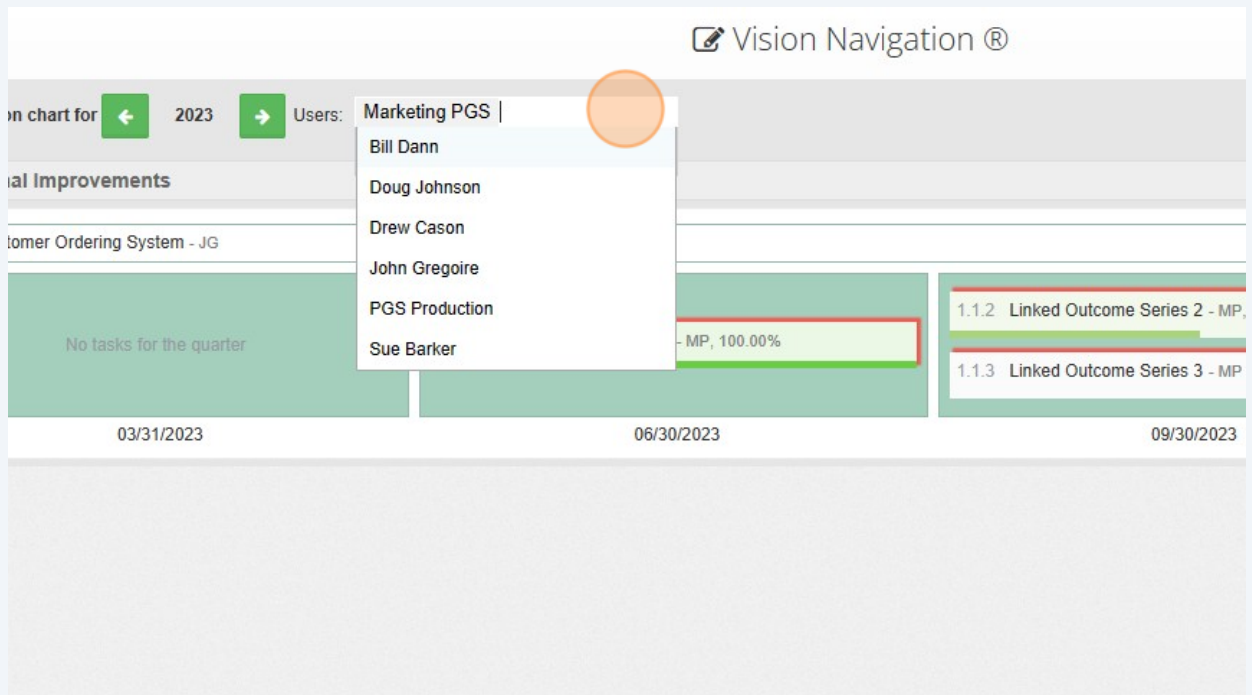 Vision Navigation ®
on chart for 2023 Users: Marketing PGS
Bill Dann
nal Improvements
Doug Johnson
Drew Cason
tomer Ordering System - JG
John Gregoire
PGS Production
Sue Barker
No tasks for the quarter
- MP, 100.00%
1.1.2 Linked Outcome Series 2 - MP,
1.1.3 Linked Outcome Series 3 - MP
03/31/2023 06/30/2023 09/30/2023